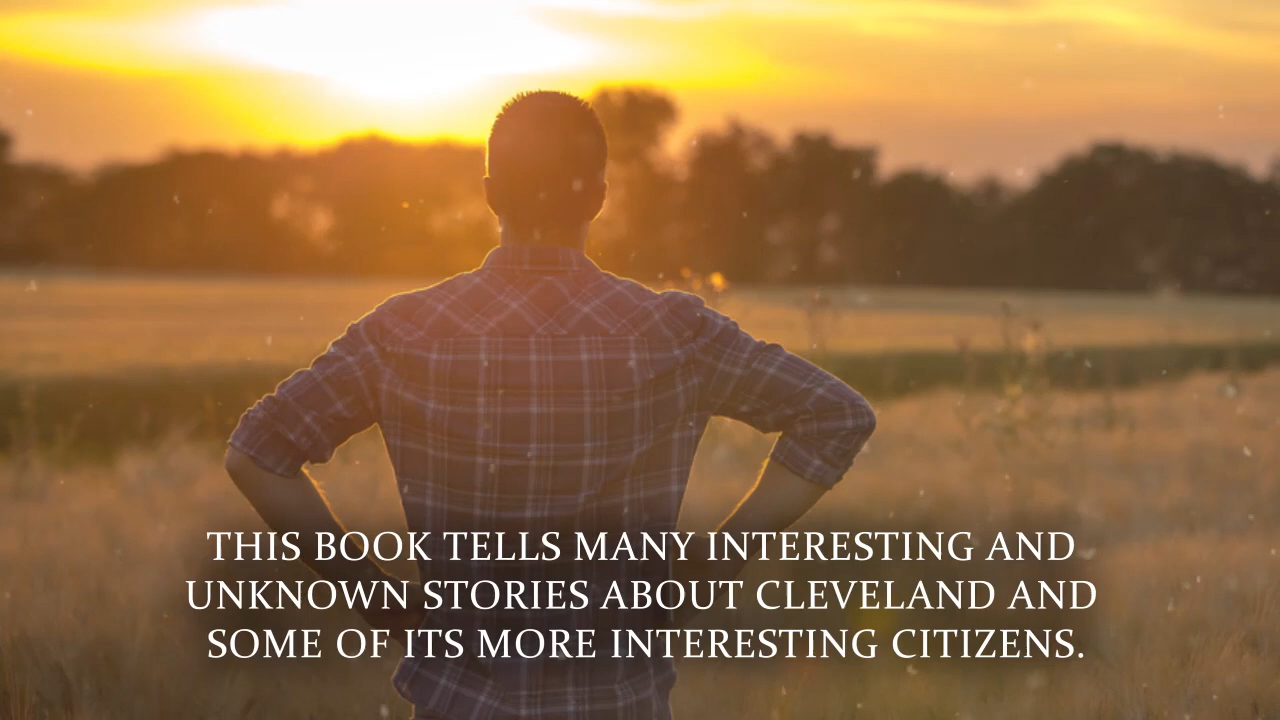 THIS BOOK TELLS MANY INTERESTING AND
UNKNOWN STORIES ABOUT CLEVELAND AND
SOME OF ITS MORE INTERESTING CITIZENS.